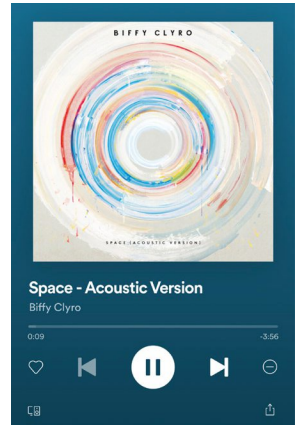 BIFFY CLYRO
SPACE (ACOUSTIC VERSION)
Space - Acoustic Version
Biffy Clyro
0:09 -3:56